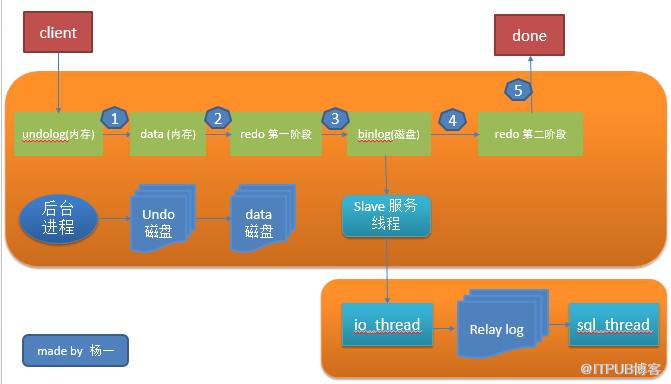 client
done
5
1
2
3
4
undolog(内存)
data (内存)
redo 第一阶段
binlog(磁盘)
redo 第二阶段
后台
进程
Undo
磁盘
data
磁盘
Slave 服务
线程
io_thread
Relay log
sql_thread
made by 杨一
@ITPUB博客